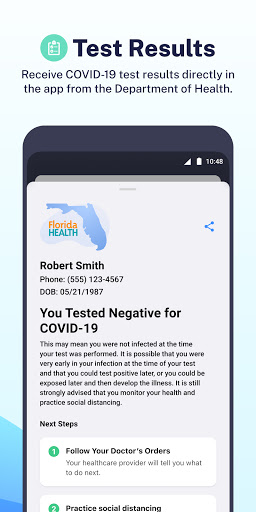 Test Results
Receive COVID-19 test results directly in
the app from the Department of Health.
10:48
Florida
HEALTH
Robert Smith
Phone: (555) 123-4567
DOB: 05/21/1987
You Tested Negative for
COVID-19
This may mean you were not infected at the time
your test was performed. It is possible that you were
very early in your infection at the time of your test
and that you could test positive later, or you could be
exposed later and then develop the illness. It is still
strongly advised that you monitor your health and
practice social distancing.
Next Steps
1 Follow Your Doctor's Orders
Your healthcare provider will tell you what
to do next.
2 Practice social distancing